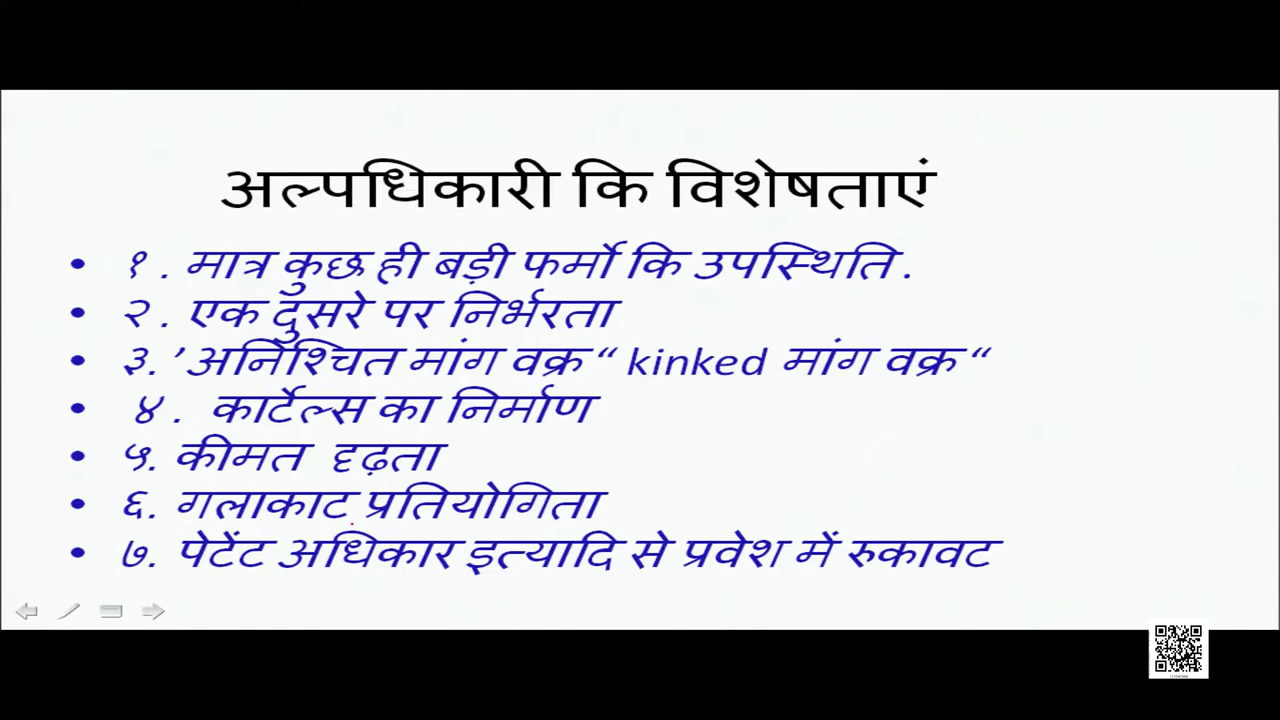 अल्पधिकारी कि विशेषताएं
• १ . मात्र कुछ ही बड़ी फर्मो कि उपस्थिति .
• २ . एक दुसरे पर निर्भरता
• ३. ’अनिश्चित मांग वक्र“ kinked मांग वक्र“
• ४ . कार्टेल्स का निर्माण
• ५. कीमत दृढ़ता
• ६. गलाकाट प्रतियोगिता
• ७. पेटेंट अधिकार इत्यादि से प्रवेश में रुकावट